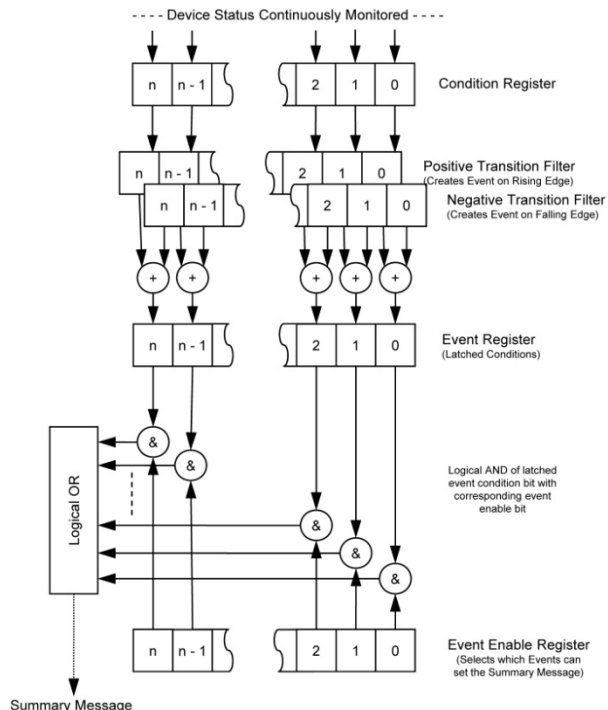 ---- Device Status Continuously Monitored ----
n n - 1 2 1 0
Condition Register
n n - 1 2 1 0
Positive Transition Filter
(Creates Event on Rising Edge)
n n - 1 2 1 0
Negative Transition Filter
(Creates Event on Falling Edge)
+ + + + +
n n - 1 2 1 0
Event Register
(Latched Conditions)
&
&
Logical OR
Logical AND of latched
event condition bit with
corresponding event
enable bit
&
&
&
n n - 1 2 1 0
Event Enable Register
(Selects which Events can
set the Summary Message)
Summary Message